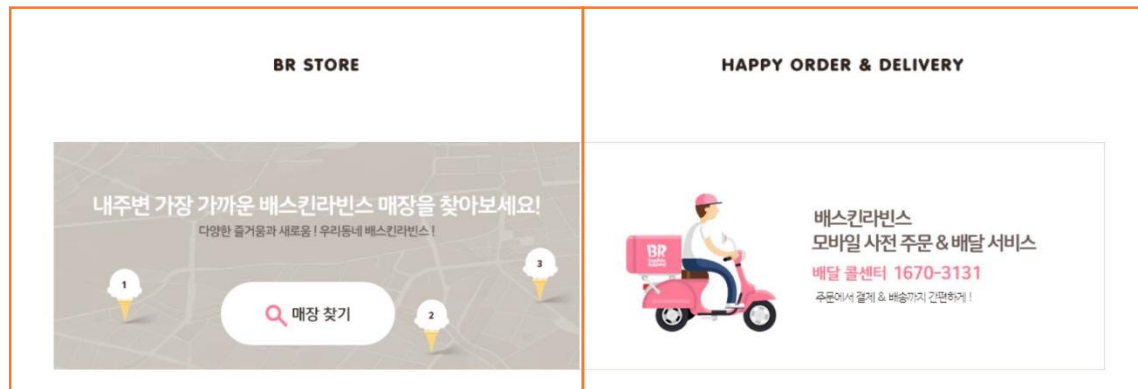 BR STORE
내주변 가장 가까운 배스킨라빈스 매장을 찾아보세요!
다양한 즐거움과 새로움 ! 우리동네 배스킨라빈스 !
1
3
매장 찾기
2
HAPPY ORDER & DELIVERY
BR
배스킨라빈스
모바일 사전 주문 & 배달 서비스
배달 콜센터 1670-3131
주문에서 결제 & 배송까지 간편하게 !